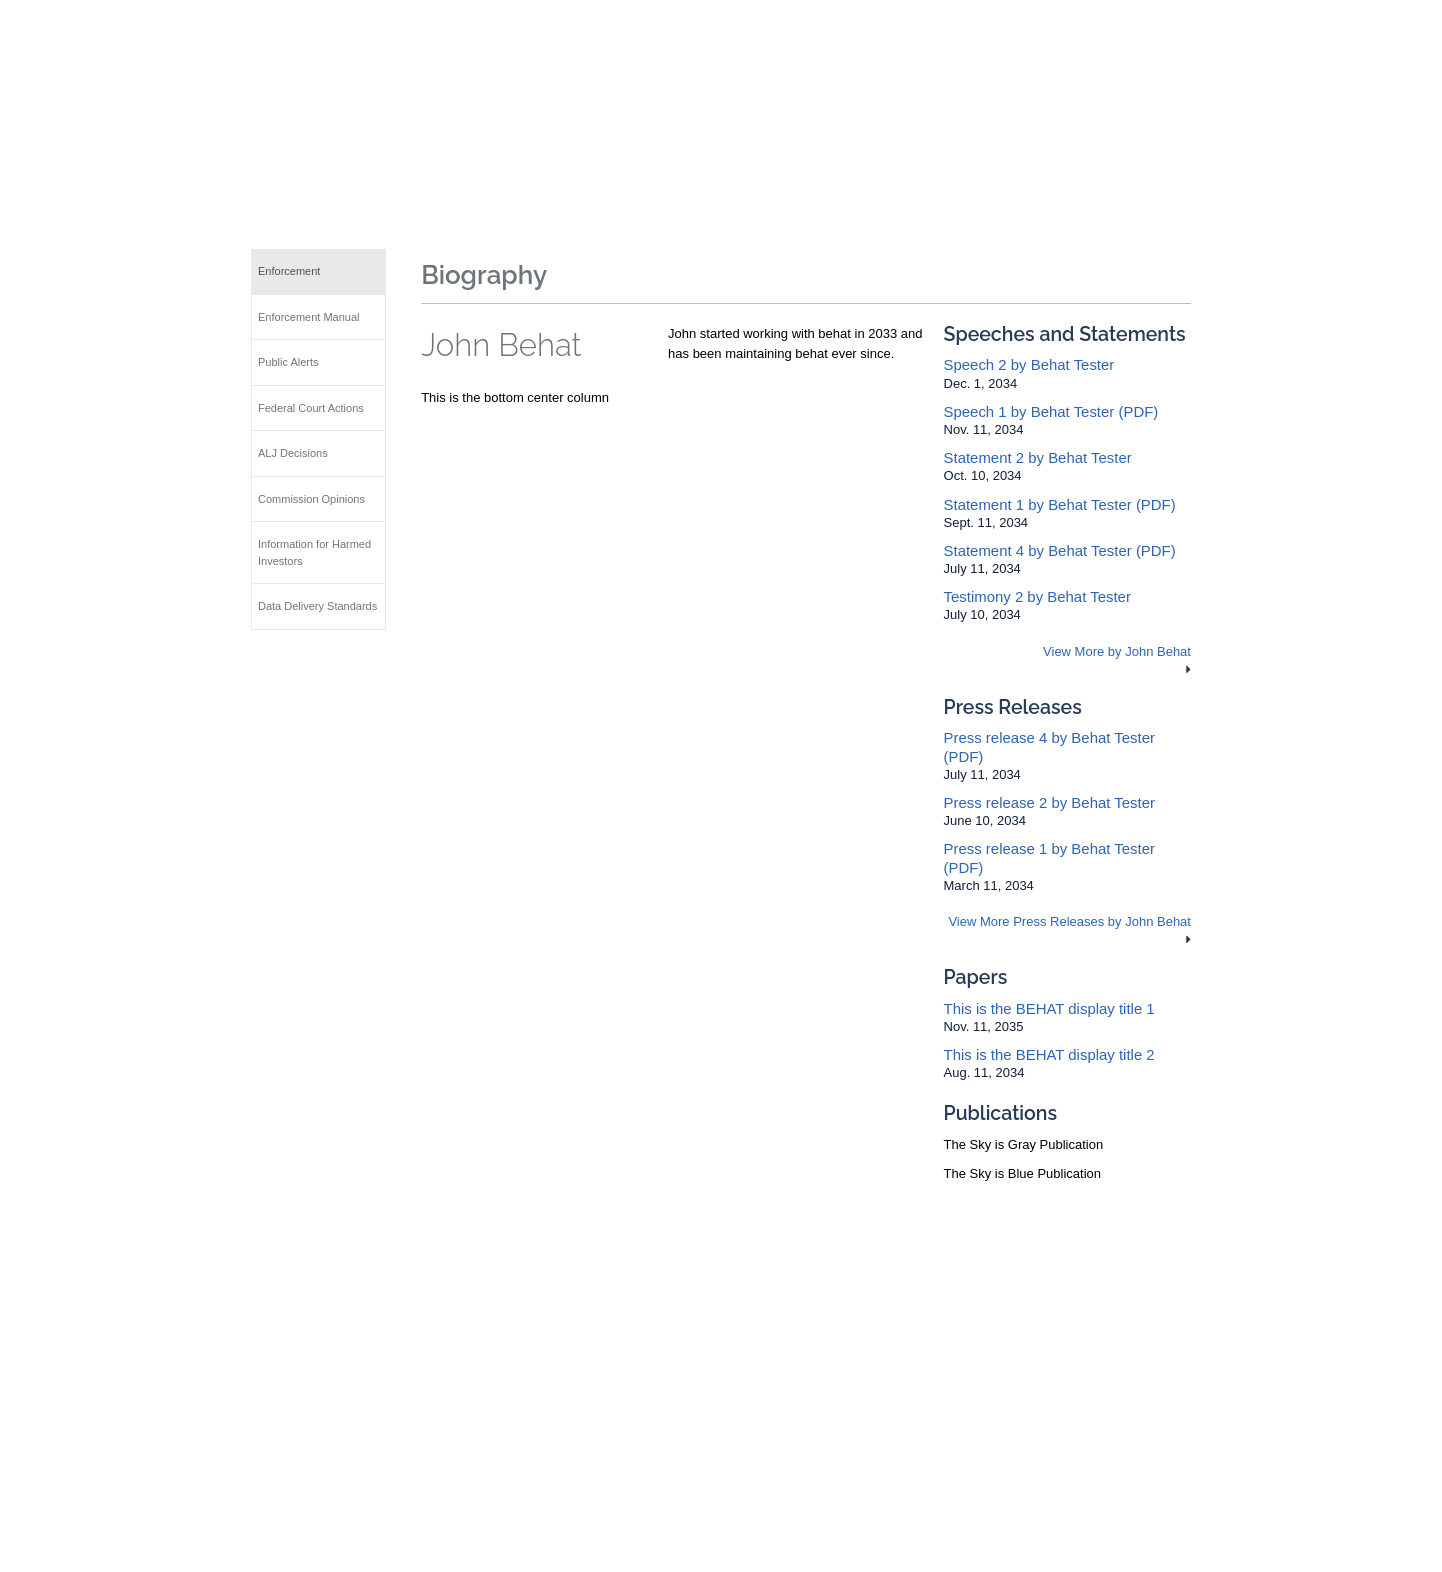 Enforcement
Enforcement Manual
Public Alerts
Federal Court Actions
ALJ Decisions
Commission Opinions
Information for Harmed
Investors
Data Delivery Standards
Biography
John Behat
This is the bottom center column
John started working with behat in 2033 and
has been maintaining behat ever since.
Speeches and Statements
Speech 2 by Behat Tester
Dec. 1, 2034
Speech 1 by Behat Tester (PDF)
Nov. 11, 2034
Statement 2 by Behat Tester
Oct. 10, 2034
Statement 1 by Behat Tester (PDF)
Sept. 11, 2034
Statement 4 by Behat Tester (PDF)
July 11, 2034
Testimony 2 by Behat Tester
July 10, 2034
View More by John Behat
Press Releases
Press release 4 by Behat Tester
(PDF)
July 11, 2034
Press release 2 by Behat Tester
June 10, 2034
Press release 1 by Behat Tester
(PDF)
March 11, 2034
View More Press Releases by John Behat
Papers
This is the BEHAT display title 1
Nov. 11, 2035
This is the BEHAT display title 2
Aug. 11, 2034
Publications
The Sky is Gray Publication
The Sky is Blue Publication